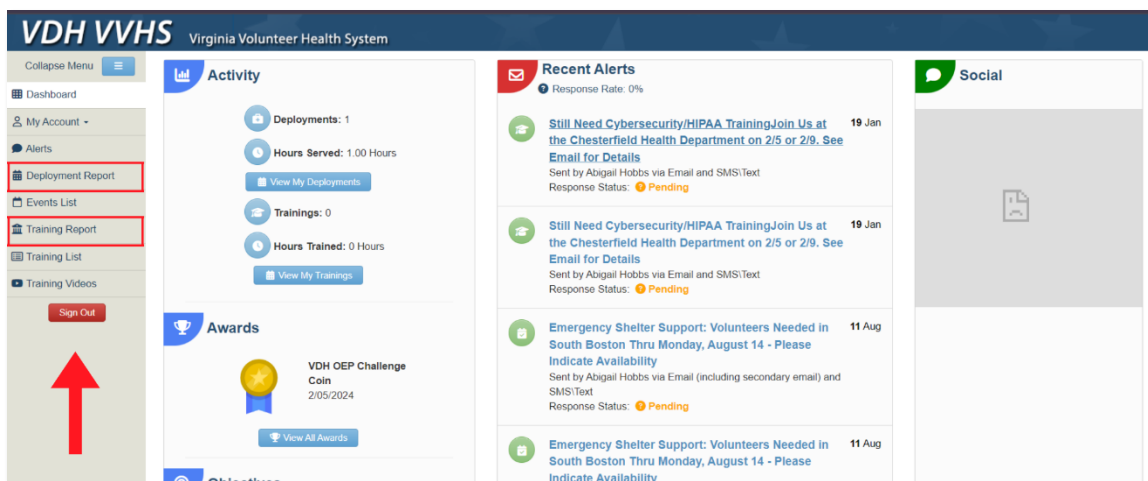 VDH VVHS Virginia Volunteer Health System
Collapse Menu
Dashboard
My Account
Alerts
Deployment Report
Events List
Training Report
Training List
Training Videos
Sign Out
Activity
Deployments: 1
Hours Served: 1.00 Hours
View My Deployments
Trainings: 0
Hours Trained: 0 Hours
View My Trainings
Awards
VDH OEP Challenge
Coin
2/05/2024
View All Awards
Objectives
Recent Alerts
Response Rate: 0%
Still Need Cybersecurity/HIPAA TrainingJoin Us at 19 Jan
the Chesterfield Health Department on 2/5 or 2/9. See
Email for Details
Sent by Abigail Hobbs via Email and SMS\Text
Response Status: Pending
Still Need Cybersecurity/HIPAA TrainingJoin Us at 19 Jan
the Chesterfield Health Department on 2/5 or 2/9. See
Email for Details
Sent by Abigail Hobbs via Email and SMS\Text
Response Status: Pending
Emergency Shelter Support: Volunteers Needed in 11 Aug
South Boston Thru Monday, August 14 - Please
Indicate Availability
Sent by Abigail Hobbs via Email (including secondary email) and
SMS\Text
Response Status: Pending
Emergency Shelter Support: Volunteers Needed in 11 Aug
South Boston Thru Monday, August 14 - Please
Indicate Availability
Social